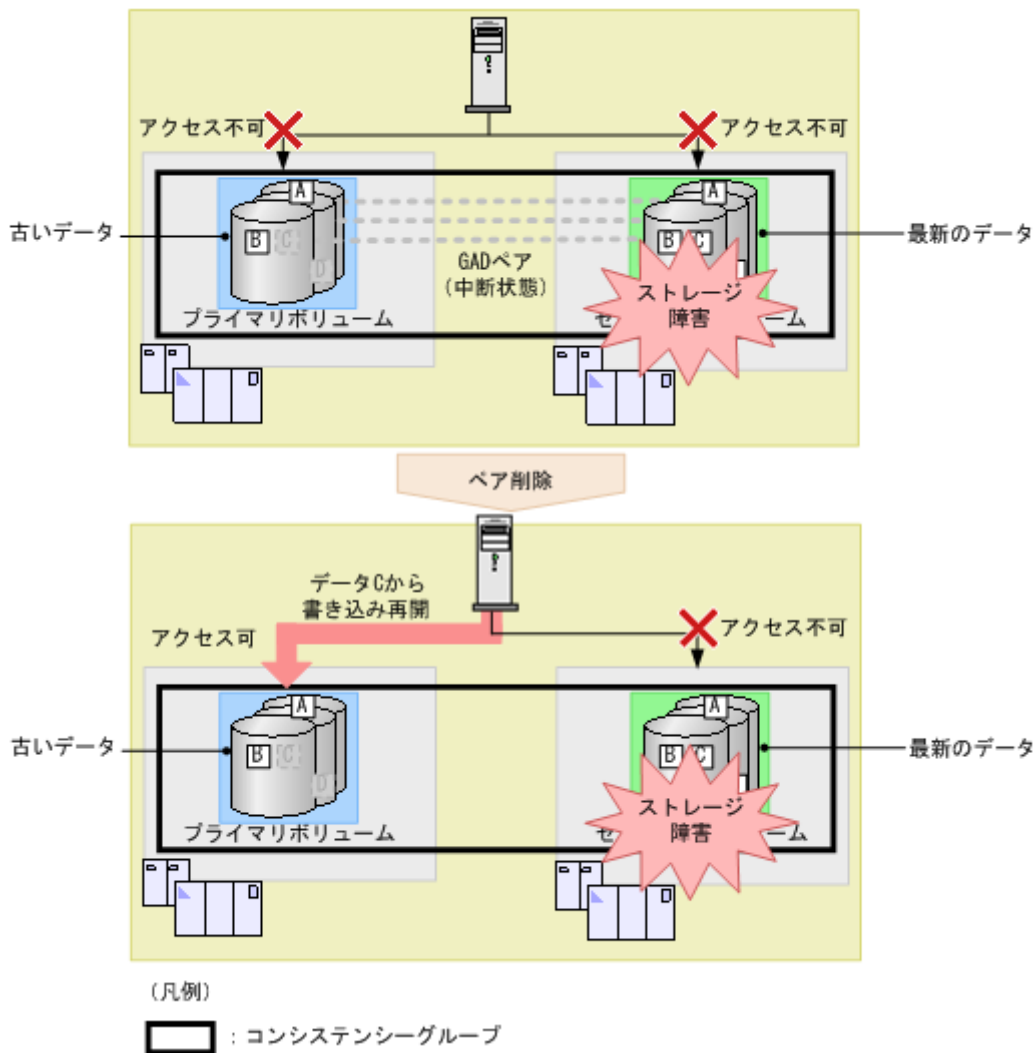 アクセス不可
アクセス不可
A
A
古いデータ
B
C
D
B
C
最新のデータ
GADペア
(中断状態)
ストレージ
障害
プライマリボリューム
セ
ーム
ペア削除
データCから
書き込み再開
アクセス可
アクセス不可
A
A
古いデータ
B
C
D
B
C
最新のデータ
ストレージ
障害
プライマリボリューム
セ
ーム
(凡例)
:コンシステンシーグループ